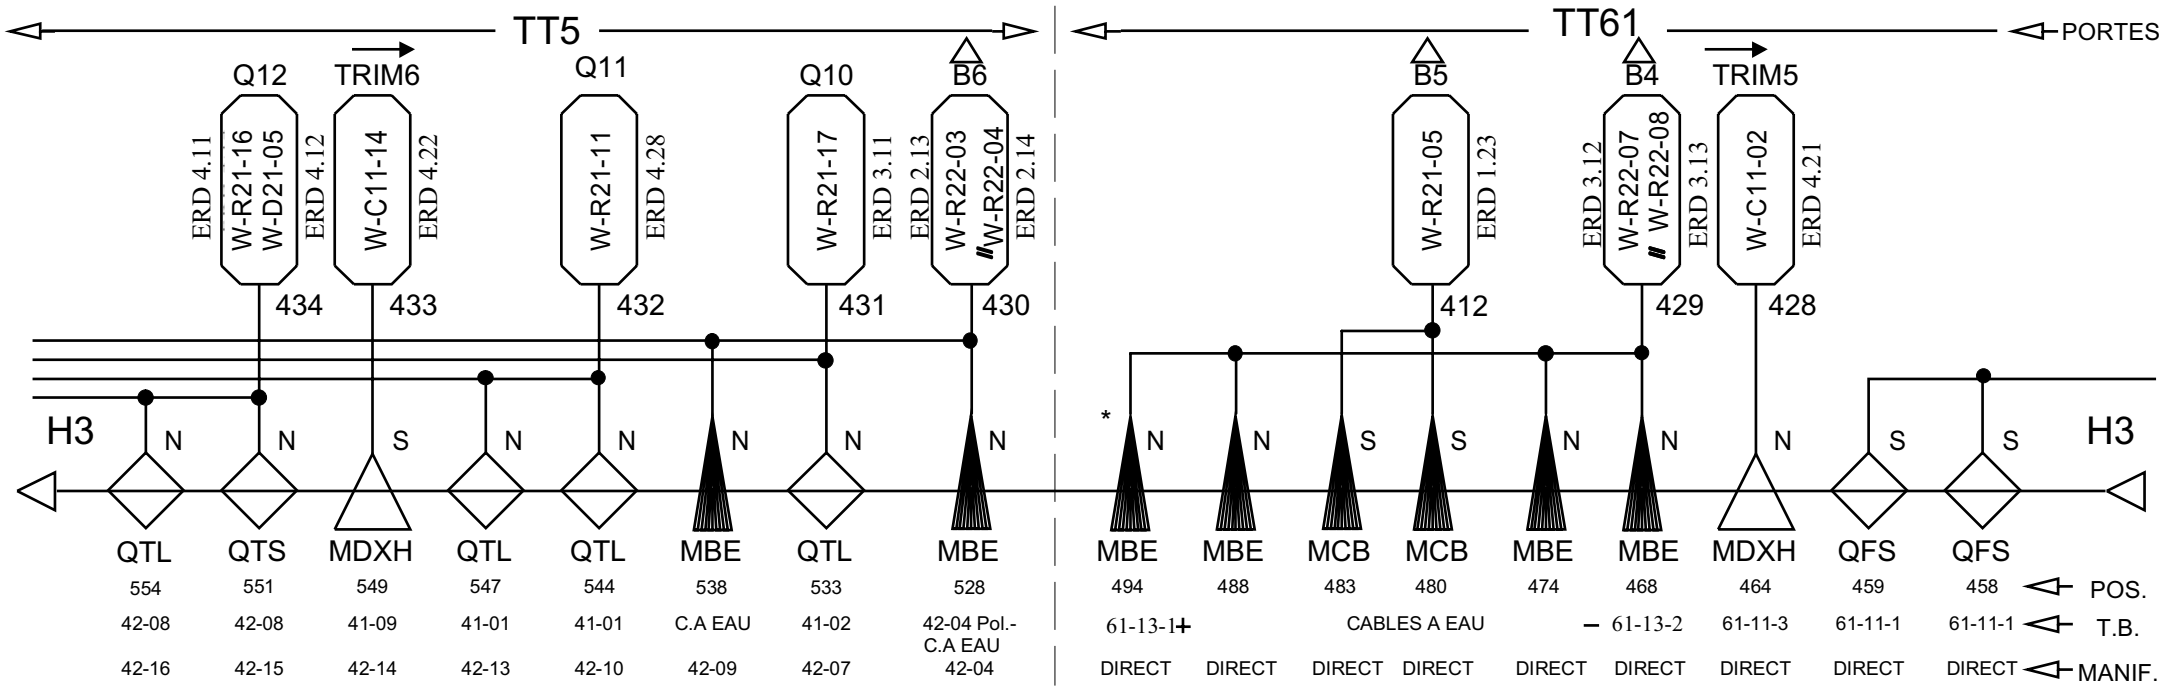 TT5
TT61
PORTES
Q12
TRIM6
Q11
Q10
B6
B5
B4
TRIM5
ERD 4.11
W-R21-16
W-D21-05
ERD 4.12
W-C11-14
ERD 4.22
W-R21-11
ERD 4.28
W-R21-17
ERD 3.11
ERD 2.13
W-R22-03
//W-R22-04
ERD 2.14
W-R21-05
ERD 1.23
ERD 3.12
W-R22-07
// W-R22-08
ERD 3.13
W-C11-02
ERD 4.21
434
433
432
431
430
412
429
428
H3
N
N
S
N
N
N
N
N
*
N
N
S
S
N
N
N
S
S
H3
QTL
QTS
MDXH
QTL
QTL
MBE
QTL
MBE
MBE
MBE
MCB
MCB
MBE
MBE
MDXH
QFS
QFS
554
551
549
547
544
538
533
528
494
488
483
480
474
468
464
459
458
POS.
42-08
42-08
41-09
41-01
41-01
C.A EAU
41-02
42-04 Pol.-
C.A EAU
61-13-1+
CABLES A EAU
– 61-13-2
61-11-3
61-11-1
61-11-1
T.B.
42-16
42-15
42-14
42-13
42-10
42-09
42-07
42-04
DIRECT
DIRECT
DIRECT
DIRECT
DIRECT
DIRECT
DIRECT
DIRECT
DIRECT
MANIF.